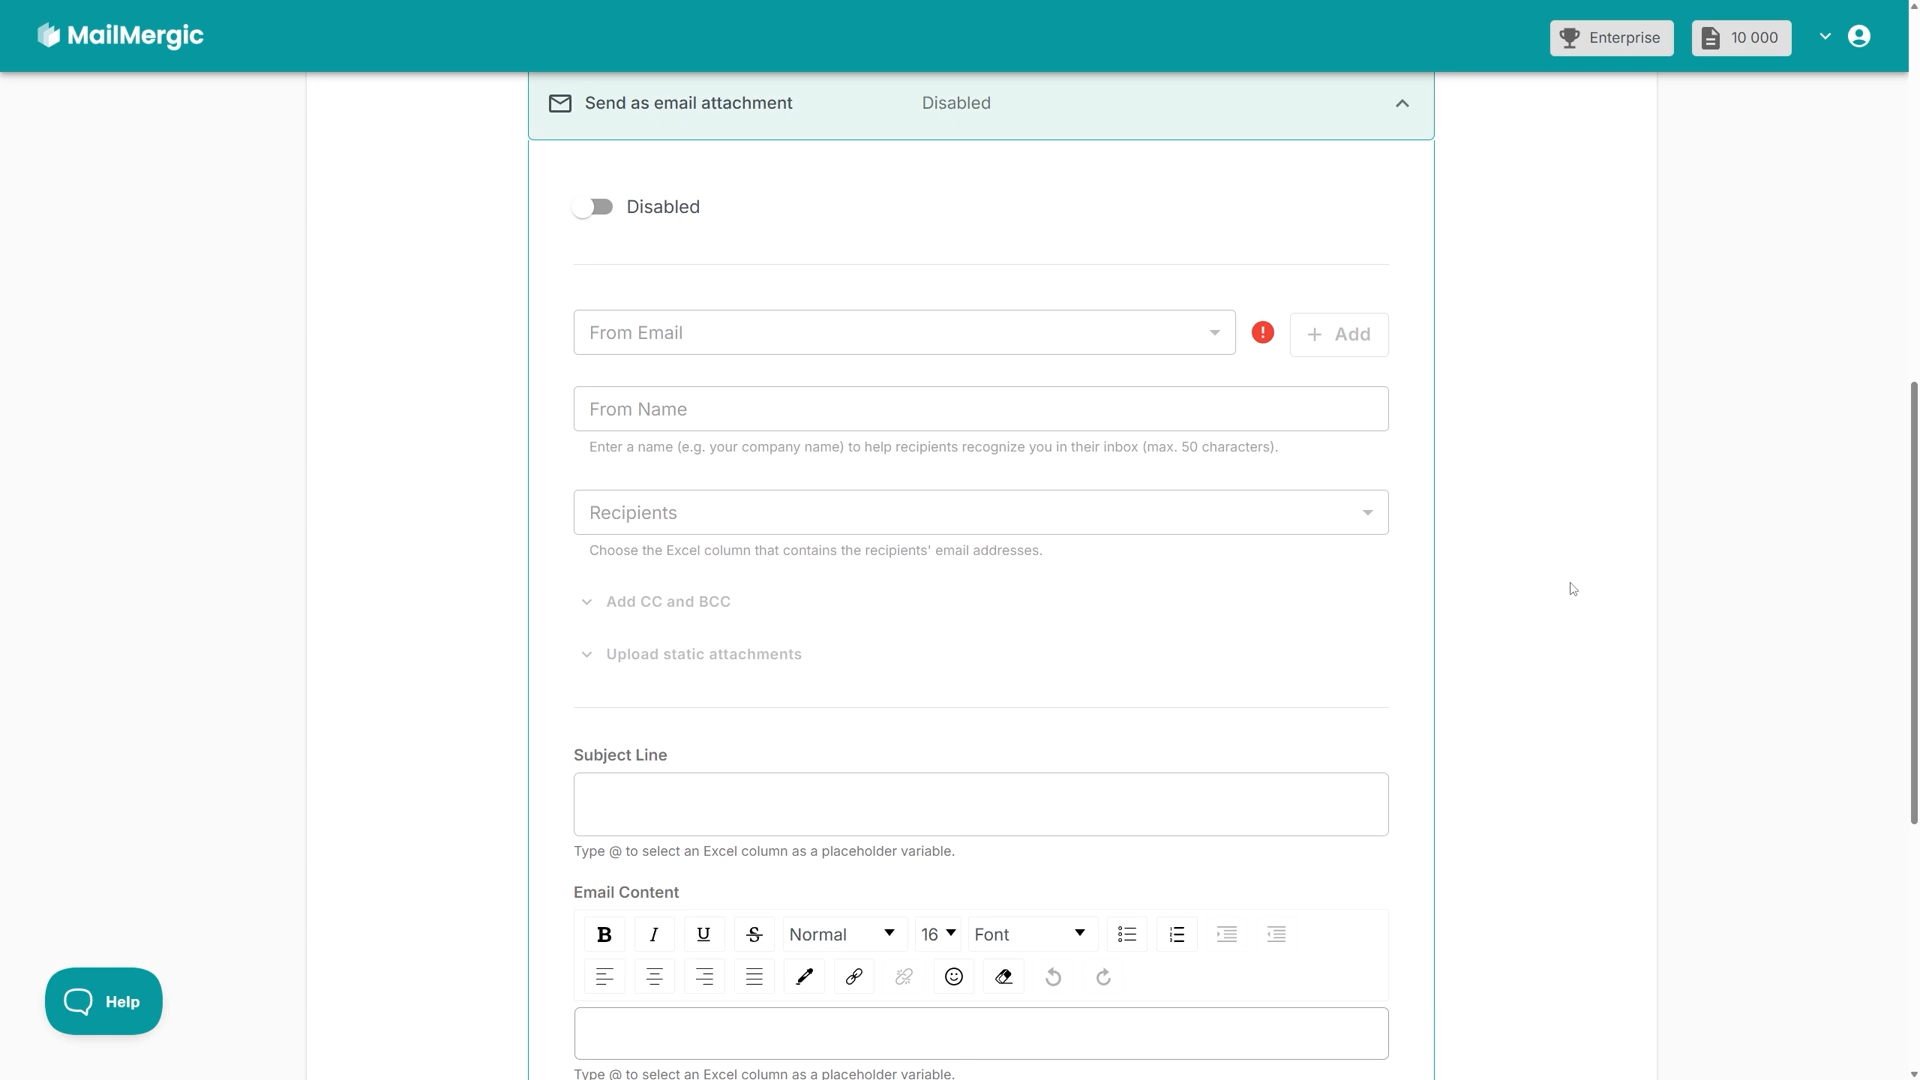 MailMergic
Enterprise
10 000
Send as email attachment
Disabled
Disabled
From Email
! + Add
From Name
Enter a name (e.g. your company name) to help recipients recognize you in their inbox (max. 50 characters).
Recipients
Choose the Excel column that contains the recipients' email addresses.
Add CC and BCC
Upload static attachments
Subject Line
Type @ to select an Excel column as a placeholder variable.
Email Content
B I U S Normal 16 Font
Help
Type @ to select an Excel column as a placeholder variable.